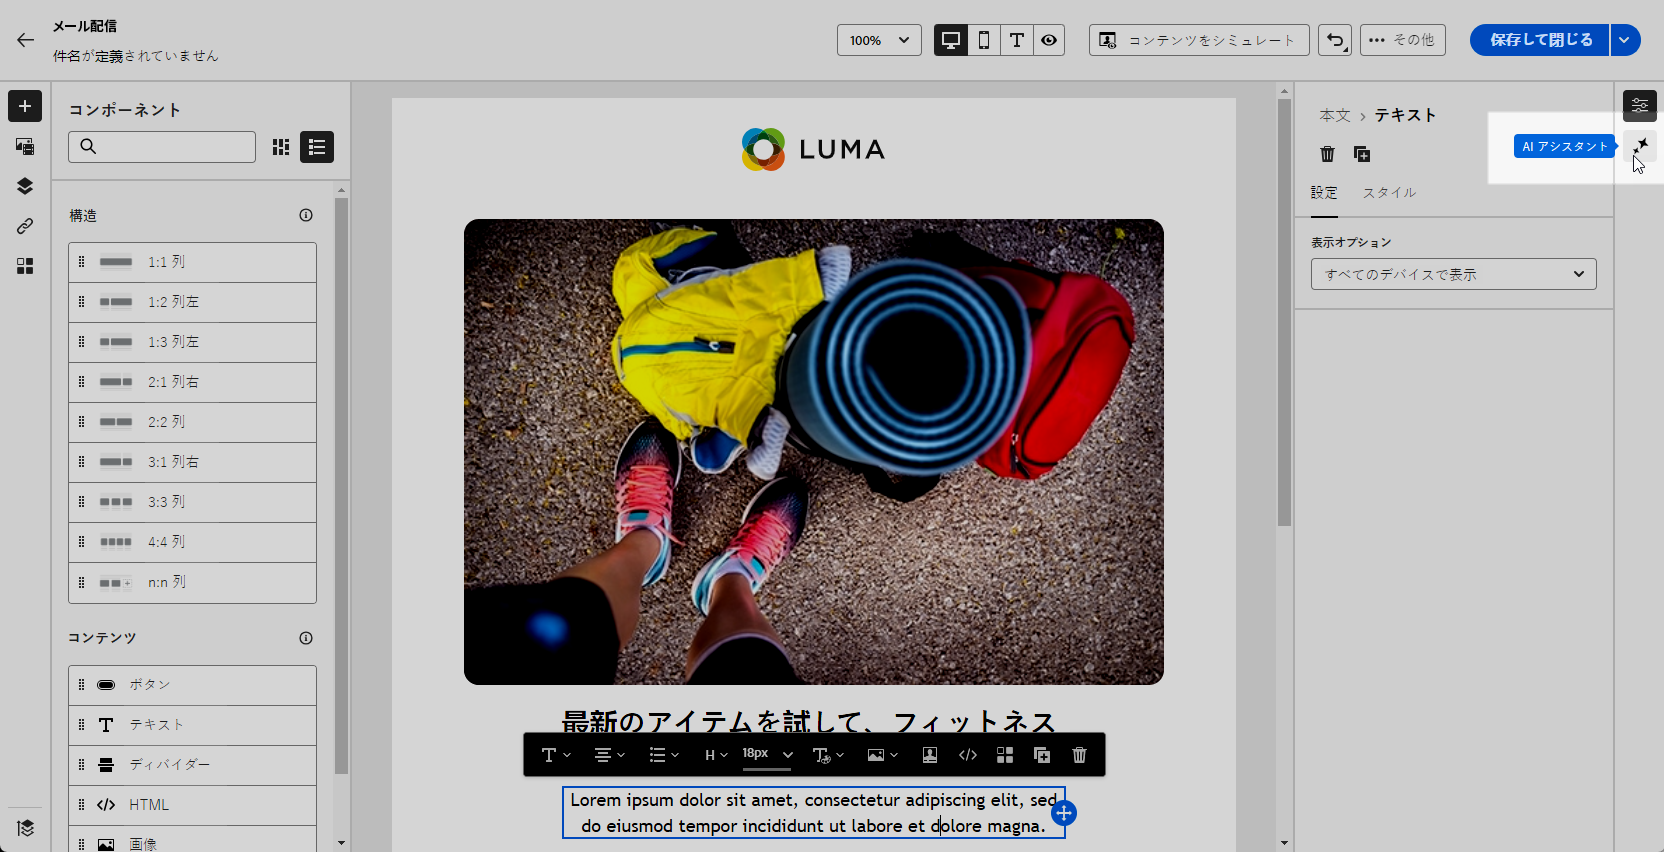 メール配信
件名が定義されていません
100%
コンテンツをシミュレート
その他
保存して閉じる
コンポーネント
構造
1:1 列
1:2 列左
1:3 列左
2:1 列右
2:2 列
3:1 列右
3:3 列
4:4 列
n:n 列
コンテンツ
ボタン
テキスト
ディバイダー
HTML
画像
LUMA
最新のアイテムを試して、フィットネス
H
18px
Lorem ipsum dolor sit amet, consectetur adipiscing elit, sed
do eiusmod tempor incididunt ut labore et dolore magna.
本文 › テキスト
AI アシスタント
設定
スタイル
表示オプション
すべてのデバイスで表示